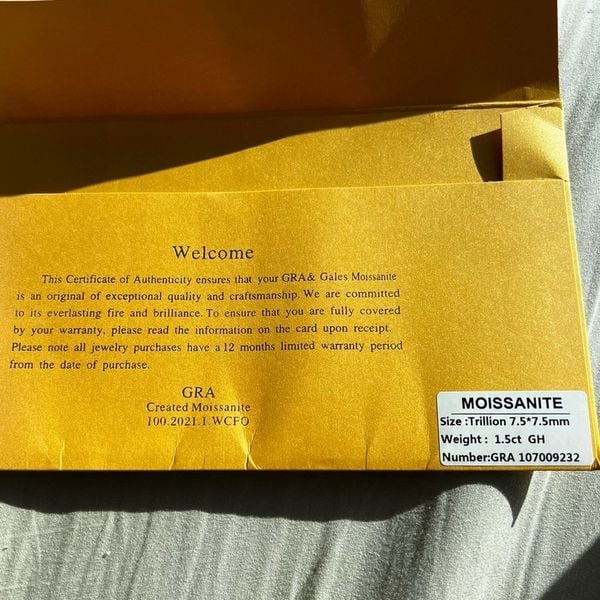 Welcome
This Certificate of Authenticity ensures that your GRA& Gales Moissanite
is an original of exceptional quality and craftsmanship. We are committed
to its everlasting fire and brilliance. To ensure that you are fully covered
by your warranty, please read the information on the card upon receipt.
Please note all jewelry purchases have a 12 months limited warranty period
from the date of purchase.
GRA
Created Moissanite
100.2021.1.WCFO
MOISSANITE
Size :Trillion 7.5*7.5mm
Weight : 1.5ct GH
Number:GRA 107009232